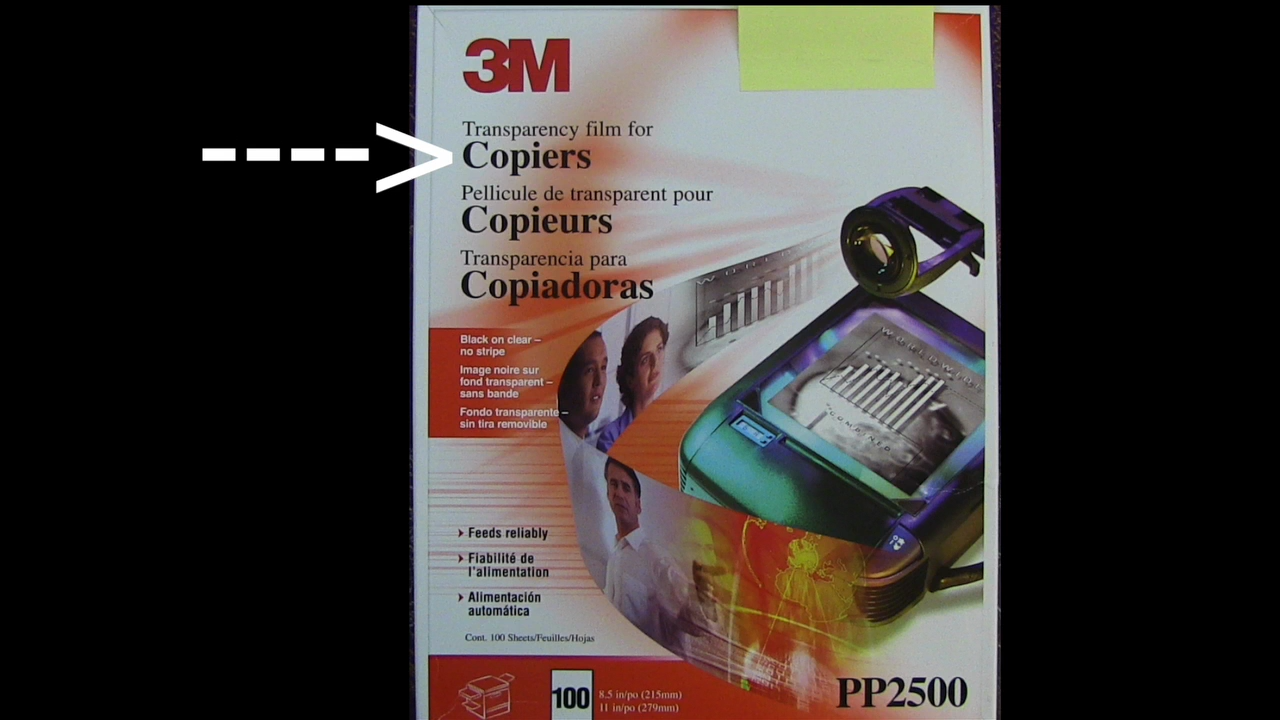 3M
Transparency film for
Copiers
Pellicule de transparent pour
Copieurs
Transparencia para
Copiadoras
Black on clear –
no stripe
Image noire sur
fond transparent –
sans bande
Fondo transparente –
sin tira removible
---->
WORLDWIDE
COMBINED
Feeds reliably
Fiabilité de
l'alimentation
Alimentación
automática
Cont. 100 Sheets/Feuilles/Hojas
100
8.5 in/po (215mm)
11 in/po (279mm)
PP2500